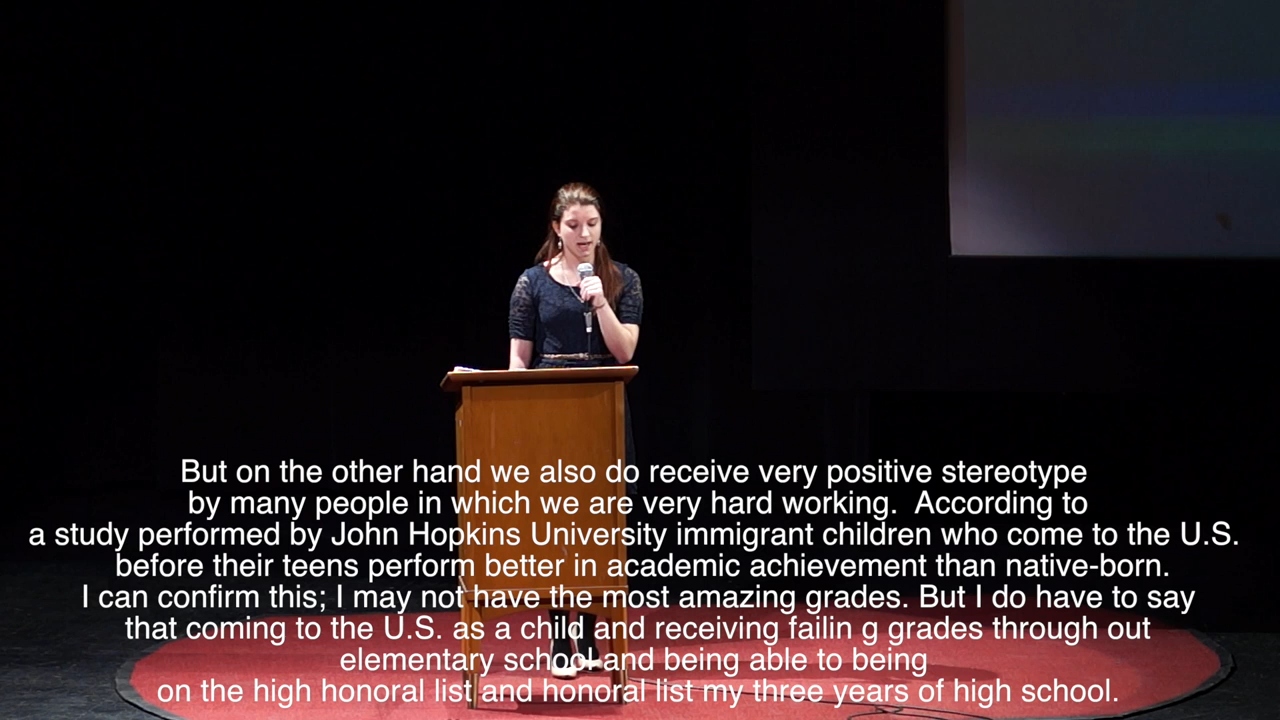 But on the other hand we also do receive very positive stereotype
by many people in which we are very hard working.  According to
a study performed by John Hopkins University immigrant children who come to the U.S.
before their teens perform better in academic achievement than native-born.
I can confirm this; I may not have the most amazing grades. But I do have to say
that coming to the U.S. as a child and receiving failin g grades through out
elementary school and being able to being
on the high honoral list and honoral list my three years of high school.